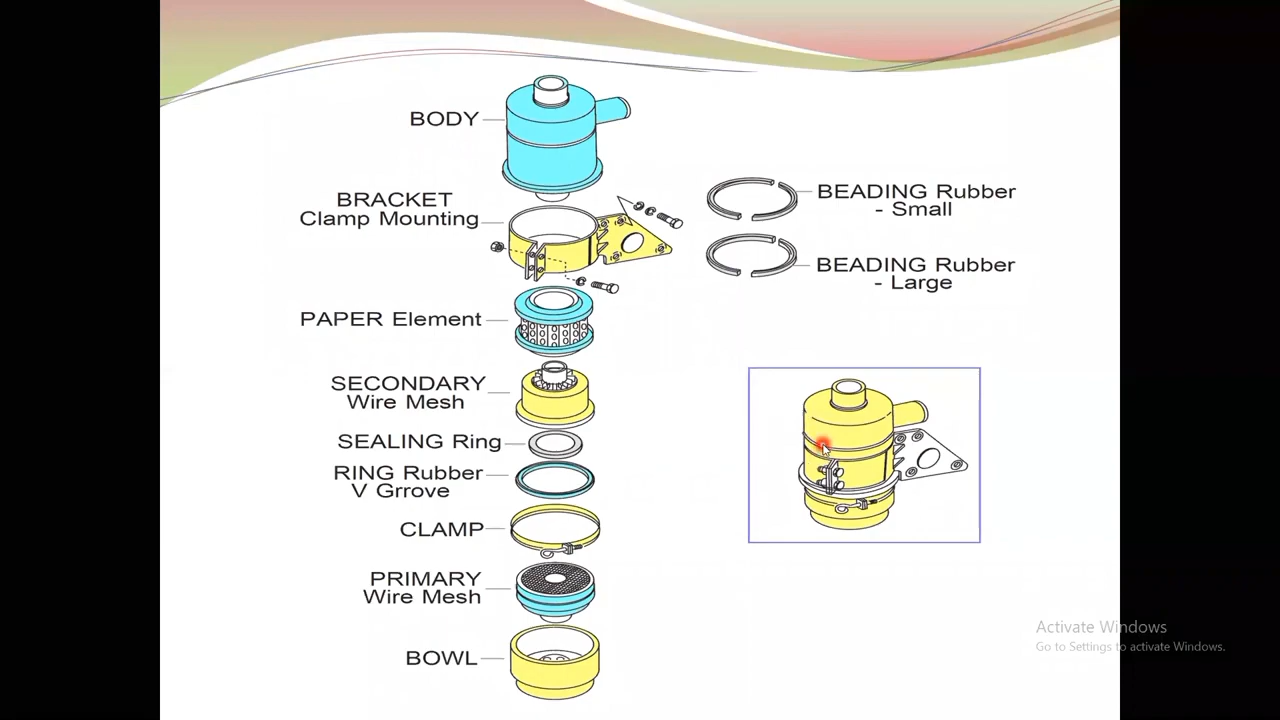 BODY
BRACKET
Clamp Mounting
PAPER Element
SECONDARY
Wire Mesh
SEALING Ring
RING Rubber
V Grrove
CLAMP
PRIMARY
Wire Mesh
BOWL
BEADING Rubber
- Small
BEADING Rubber
- Large
Activate Windows
Go to Settings to activate Windows.